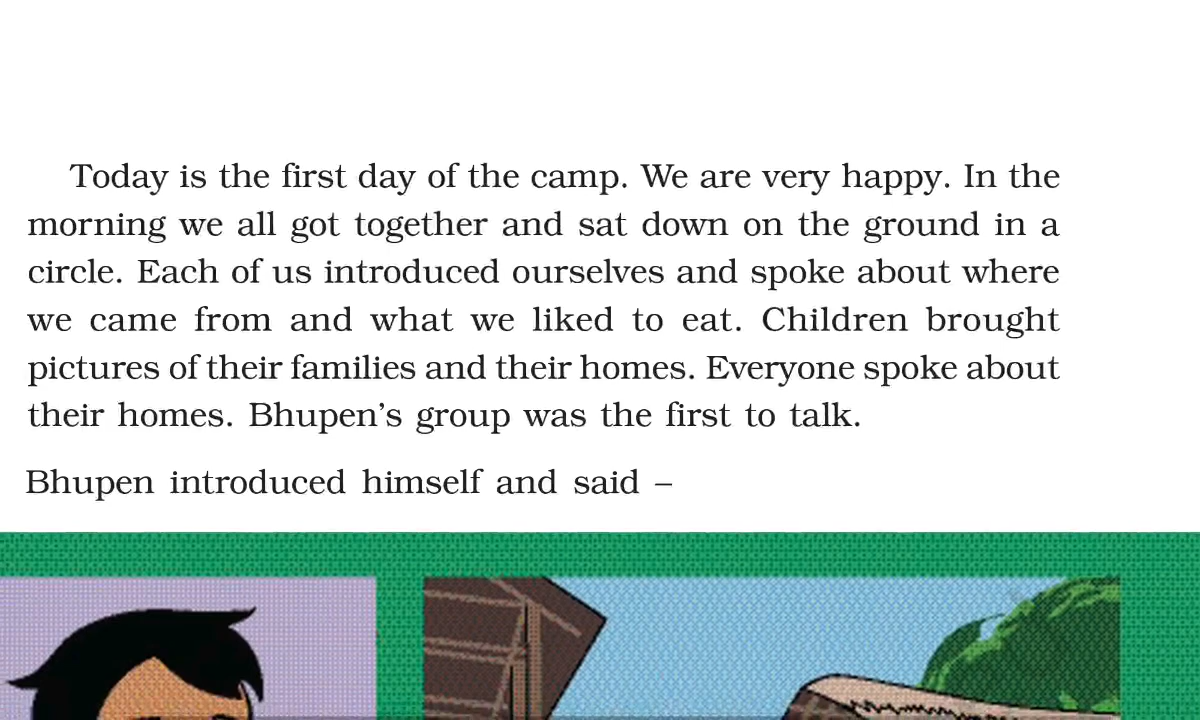 Today is the first day of the camp. We are very happy. In the
morning we all got together and sat down on the ground in a
circle. Each of us introduced ourselves and spoke about where
we came from and what we liked to eat. Children brought
pictures of their families and their homes. Everyone spoke about
their homes. Bhupen’s group was the first to talk.
Bhupen introduced himself and said –